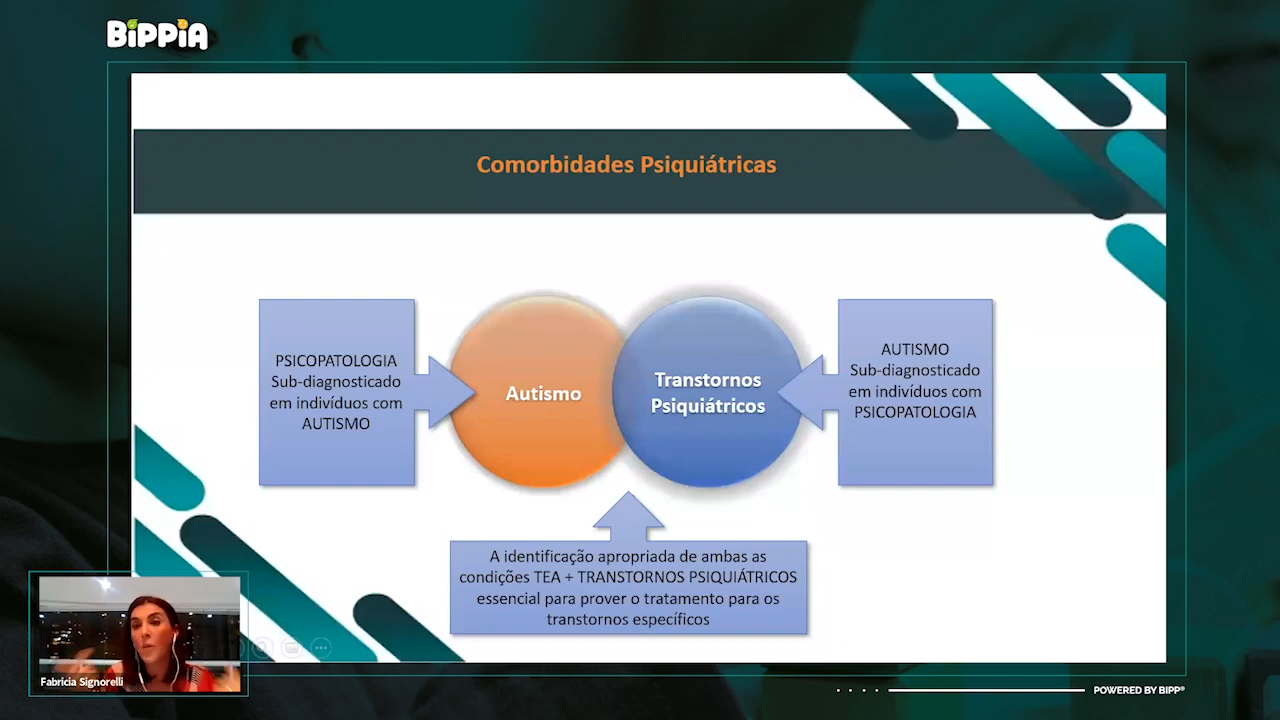 BiPPiA
Comorbidades Psiquiátricas
PSICOPATOLOGIA
Sub-diagnosticado
em indivíduos com
AUTISMO
Autismo
Transtornos
Psiquiátricos
AUTISMO
Sub-diagnosticado
em indivíduos com
PSICOPATOLOGIA
A identificação apropriada de ambas as
condições TEA + TRANSTORNOS PSIQUIÁTRICOS
essencial para prover o tratamento para os
transtornos específicos
Fabricia Signorelli
POWERED BY BIPP®